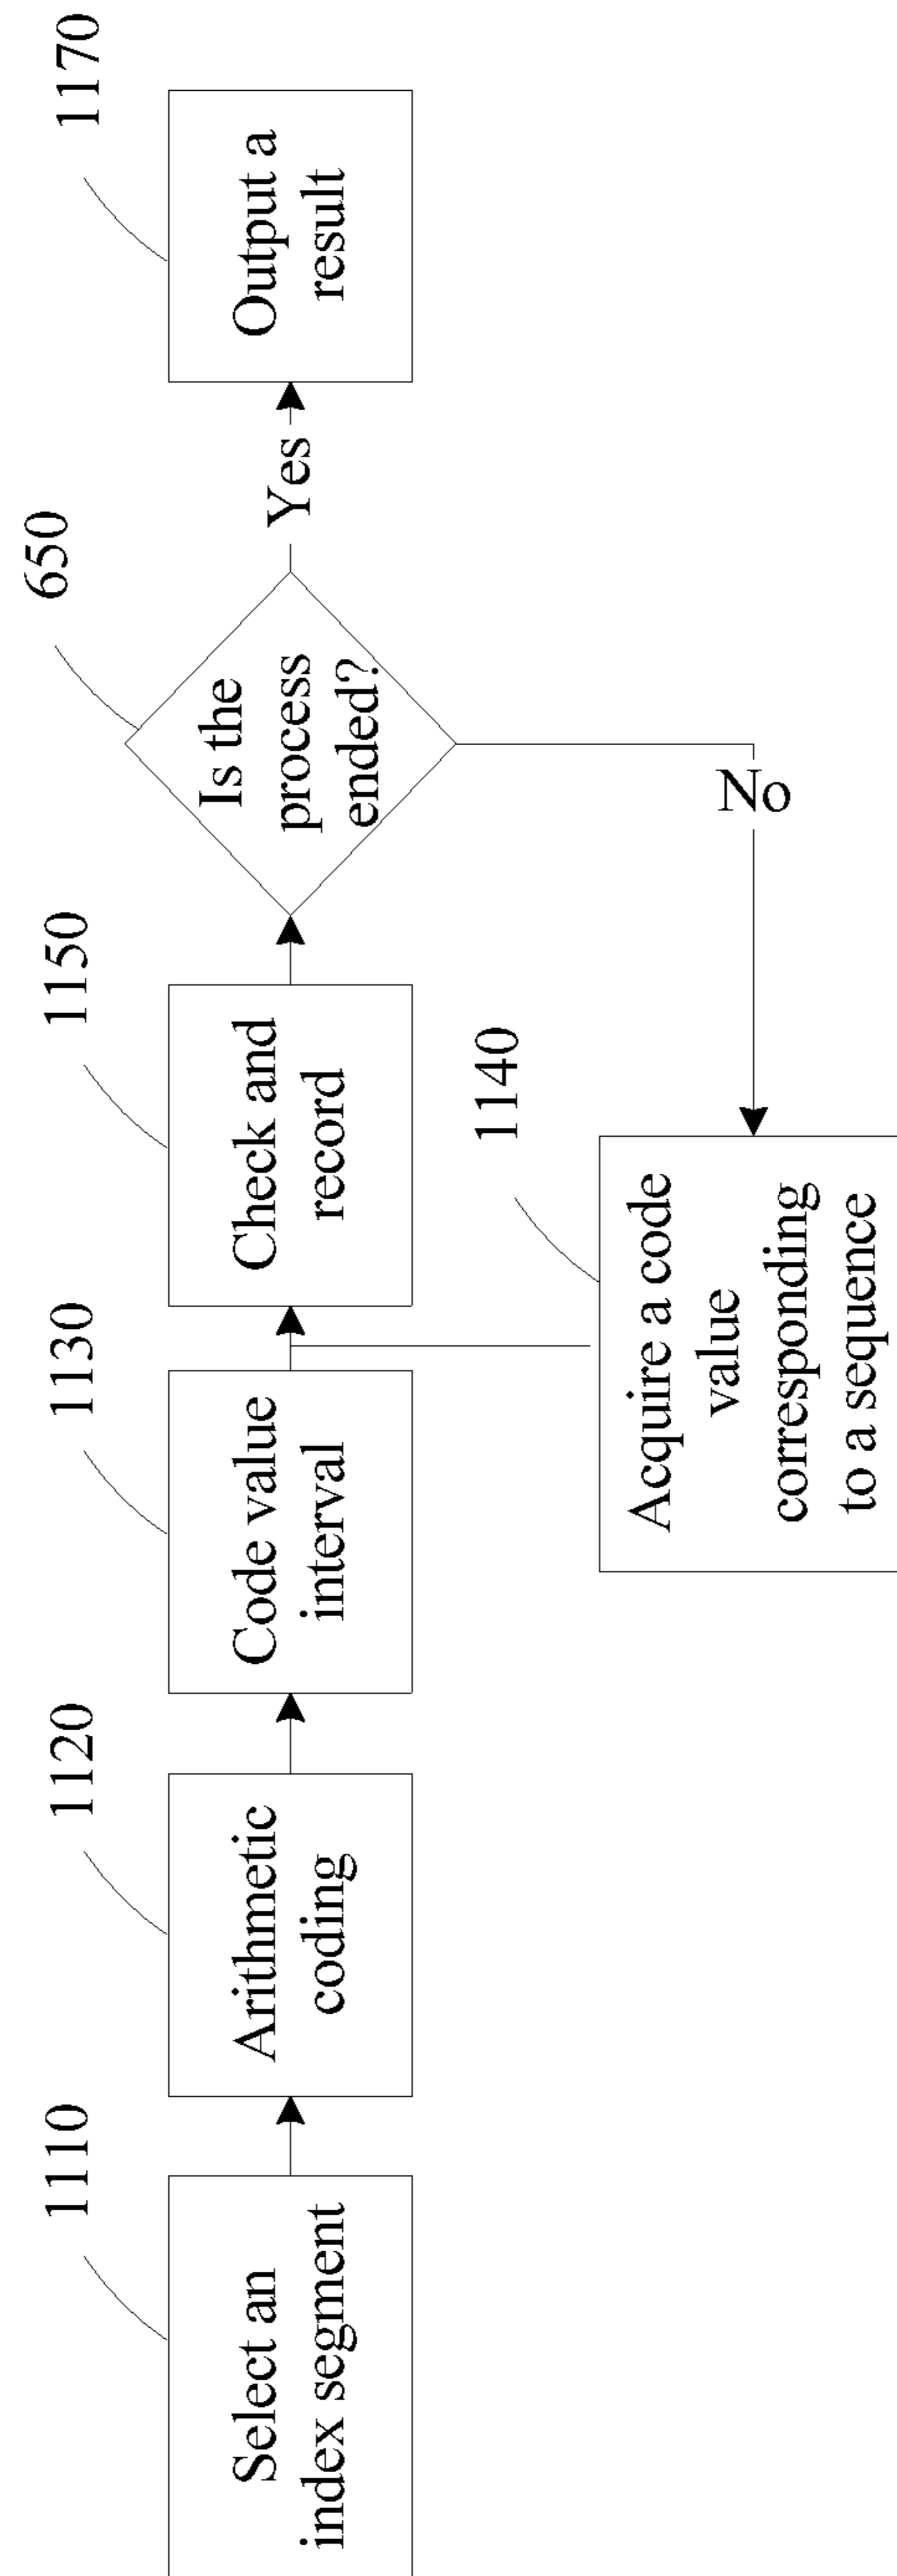 1110
Select an
index segment
1120
Arithmetic
coding
1130
Code value
interval
1150
Check and
record
650
Is the
process
ended?
Yes
1170
Output a
result
No
1140
Acquire a code
value
corresponding
to a sequence